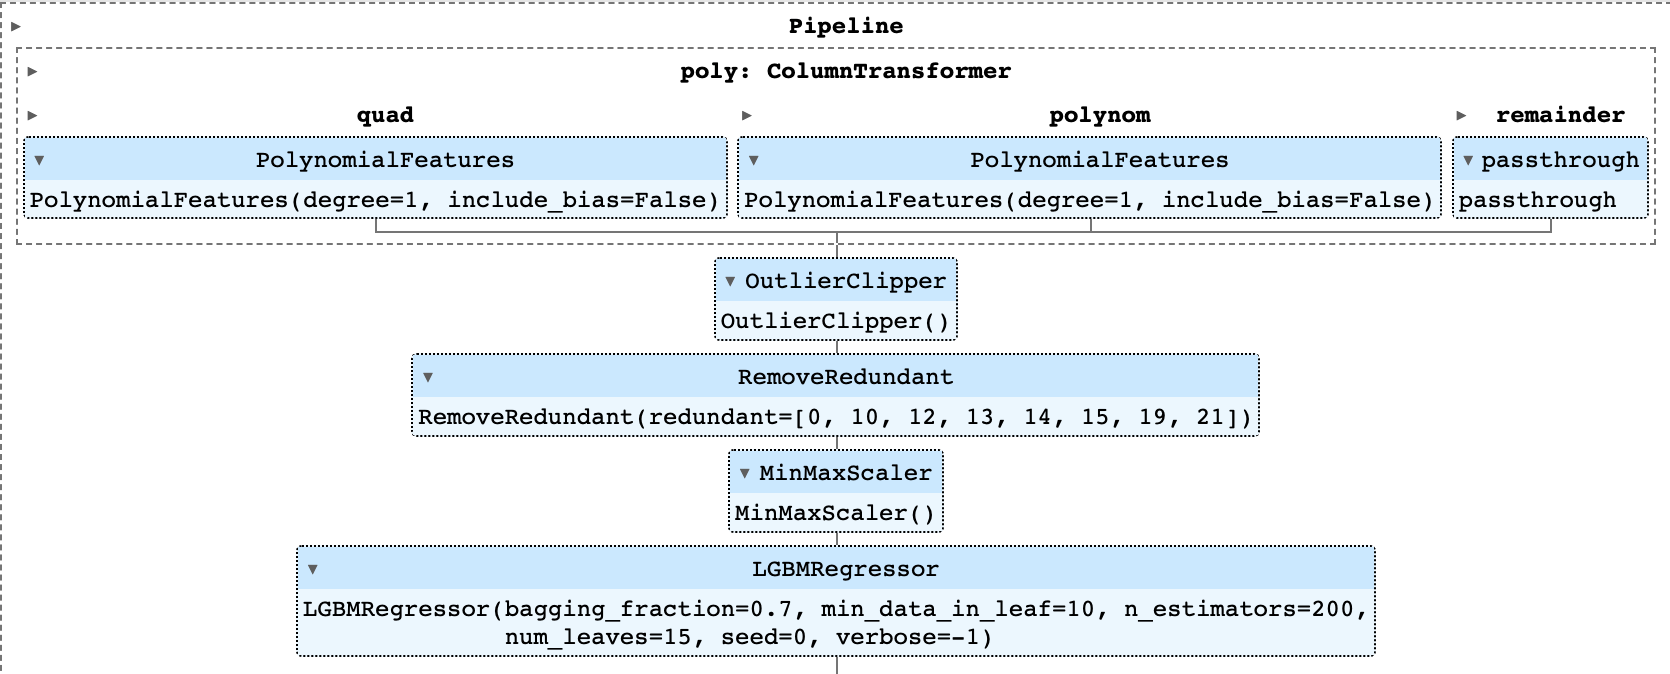 Pipeline
poly: ColumnTransformer
quad
polynom
remainder
PolynomialFeatures
PolynomialFeatures
passthrough
PolynomialFeatures(degree=1, include_bias=False)
PolynomialFeatures(degree=1, include_bias=False)
passthrough
OutlierClipper
OutlierClipper()
RemoveRedundant
RemoveRedundant(redundant=[0, 10, 12, 13, 14, 15, 19, 21])
MinMaxScaler
MinMaxScaler()
LGBMRegressor
LGBMRegressor(bagging_fraction=0.7, min_data_in_leaf=10, n_estimators=200,
num_leaves=15, seed=0, verbose=-1)